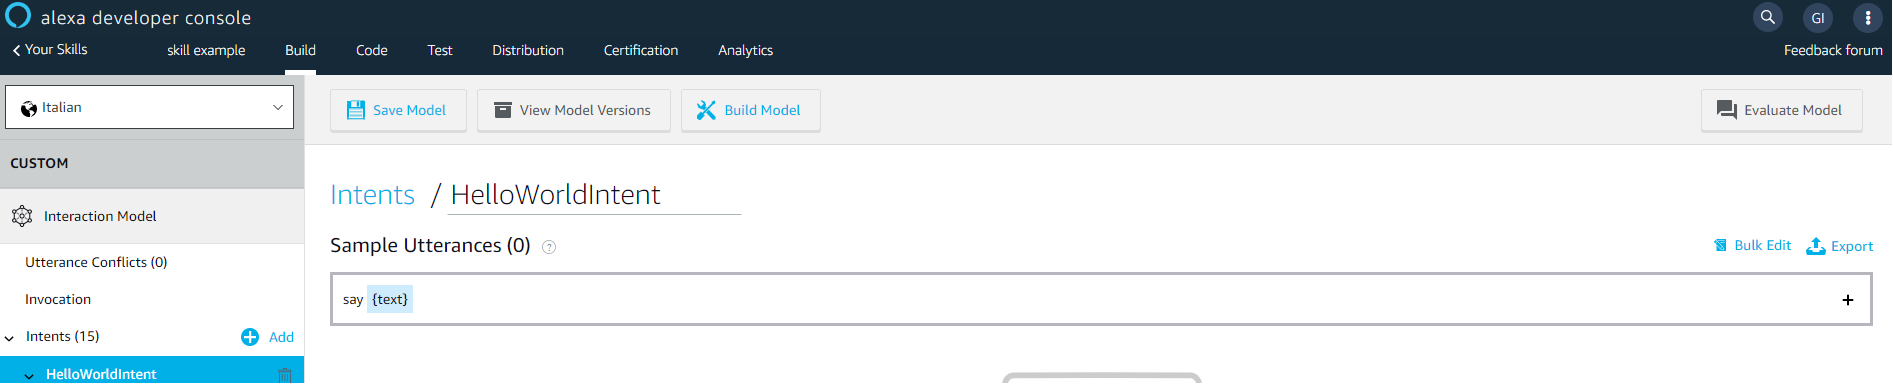 alexa developer console
GI
Your Skills
skill example
Build
Code
Test
Distribution
Certification
Analytics
Feedback forum
Italian
Save Model
View Model Versions
Build Model
Evaluate Model
CUSTOM
Interaction Model
Utterance Conflicts (0)
Invocation
Intents (15)
Add
HelloWorldIntent
Intents / HelloWorldIntent
Sample Utterances (0) ?
Bulk Edit
Export
say {text}